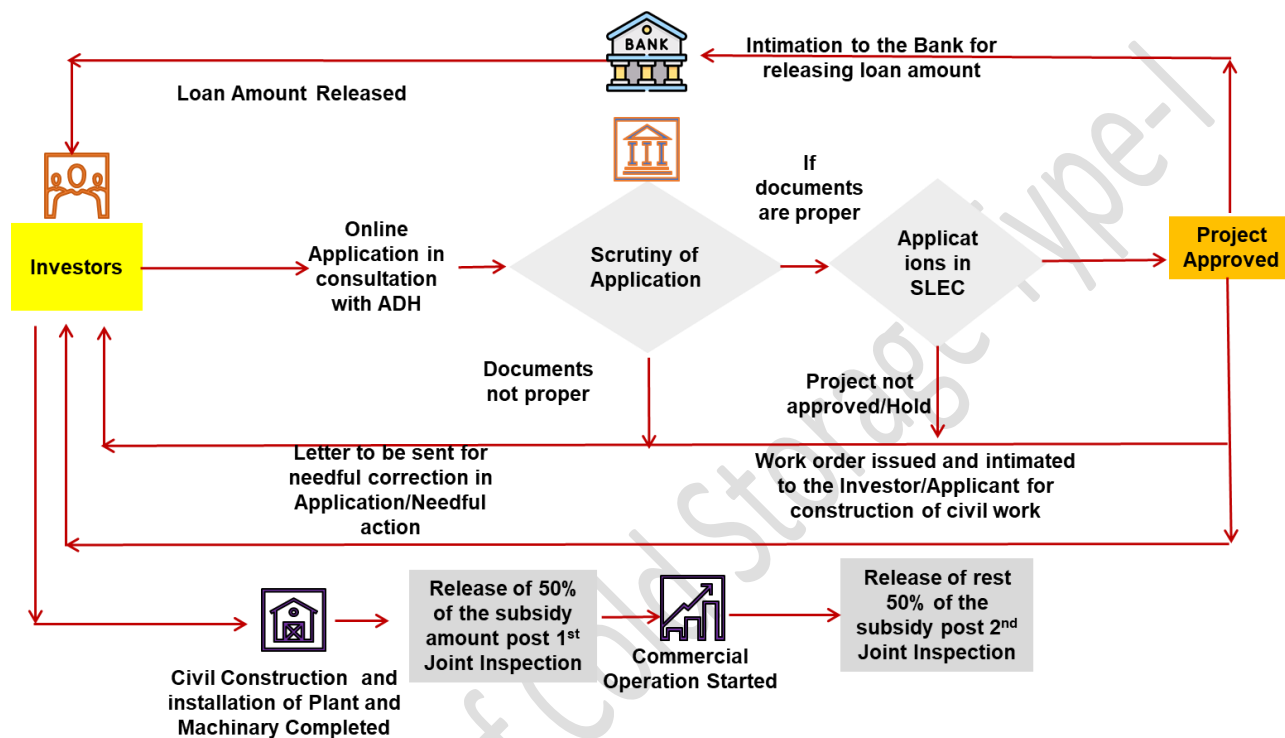 BANK
Intimation to the Bank for
releasing loan amount
Loan Amount Released
If
documents
are proper
Investors
Online
Application in
consultation
with ADH
Scrutiny of
Application
Applicat
ions in
SLEC
Project
Approved
Documents
not proper
Project not
approved/Hold
Letter to be sent for
needful correction in
Application/Needful
action
Work order issued and intimated
to the Investor/Applicant for
construction of civil work
Civil Construction and
installation of Plant and
Machinary Completed
Release of 50%
of the subsidy
amount post 1st
Joint Inspection
Commercial
Operation Started
Release of rest
50% of the
subsidy post 2nd
Joint Inspection
of Cold Storage Type-I